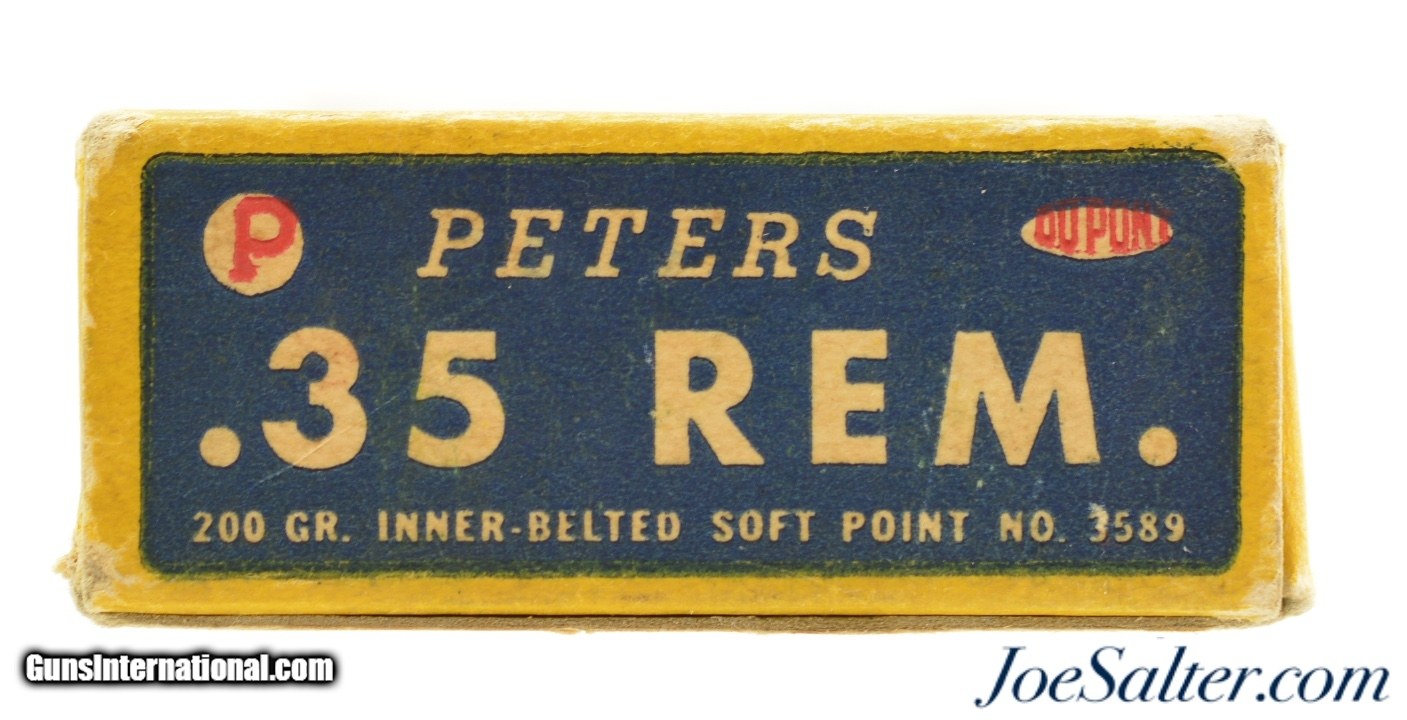 P PETERS DUPONT
.35 REM.
200 GR. INNER-BELTED SOFT POINT NO. 3589
GunsInternational.com
JoeSalter.com